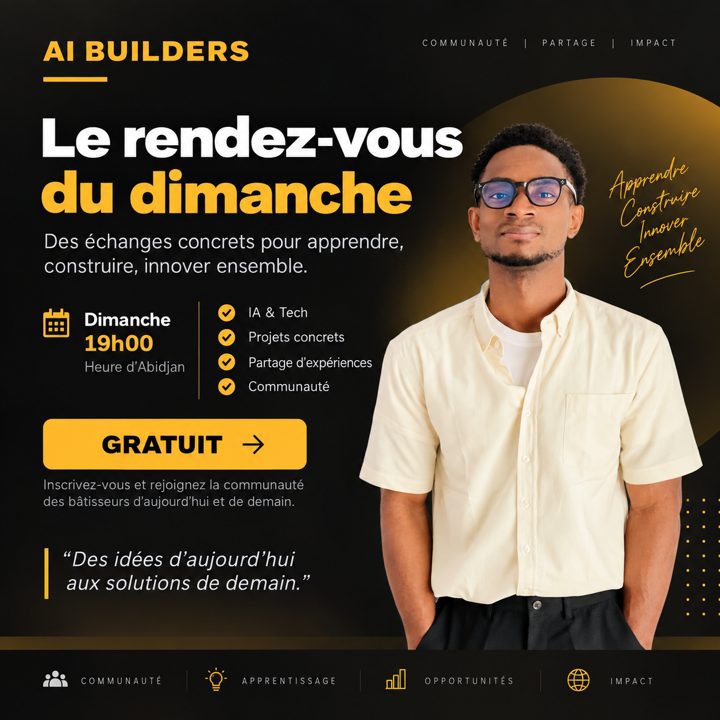 AI BUILDERS
COMMUNAUTÉ | PARTAGE | IMPACT
Le rendez-vous
du dimanche
Des échanges concrets pour apprendre,
construire, innover ensemble.
Apprendre
Construire
Innover
Ensemble
Dimanche
19h00
Heure d'Abidjan
IA & Tech
Projets concrets
Partage d'expériences
Communauté
GRATUIT →
Inscrivez-vous et rejoignez la communauté
des bâtisseurs d'aujourd'hui et de demain.
“Des idées d'aujourd'hui
aux solutions de demain.”
COMMUNAUTÉ
APPRENTISSAGE
OPPORTUNITÉS
IMPACT